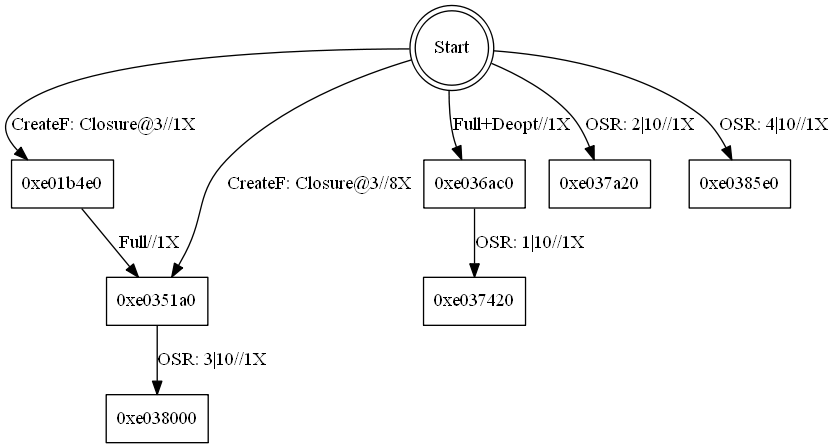 Start
CreateF: Closure@3//1X
CreateF: Closure@3//8X
Full+Deopt//1X
OSR: 2|10//1X
OSR: 4|10//1X
0xe01b4e0
0xe036ac0
0xe037a20
0xe0385e0
Full//1X
OSR: 1|10//1X
0xe0351a0
0xe037420
OSR: 3|10//1X
0xe038000